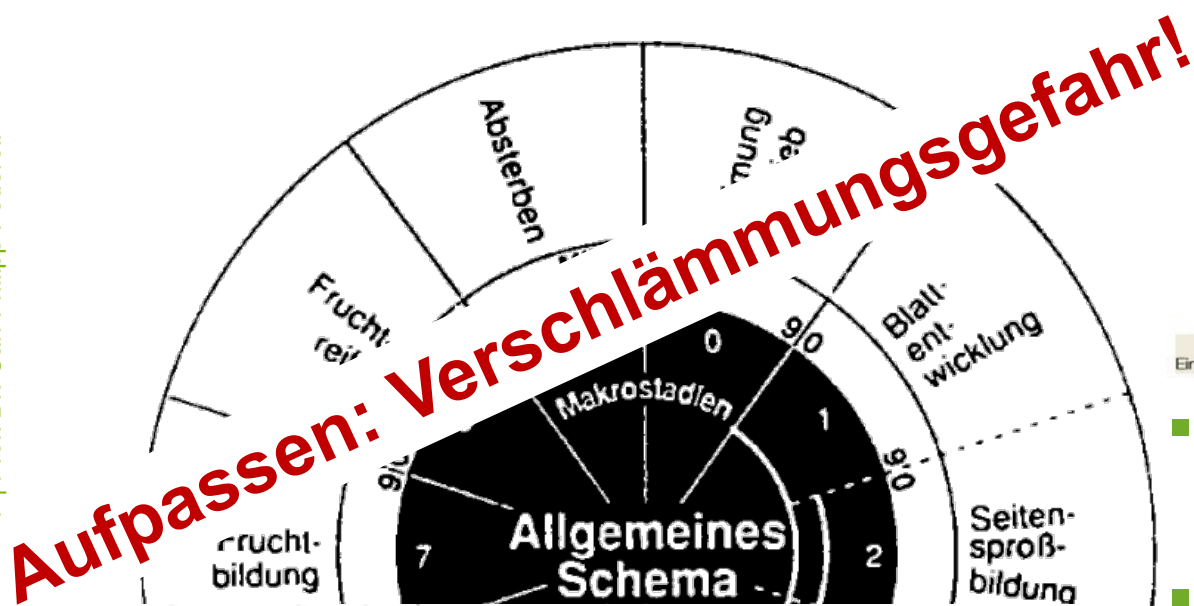 Aufpassen: Verschlämmungsgefahr!
Absterben
Frucht-
Blatt-
ent-
wicklung
0
9/0
Makrostadien
1
9/0
Allgemeines
Schema
7
2
bildung
Seiten-
sproß-
bildung